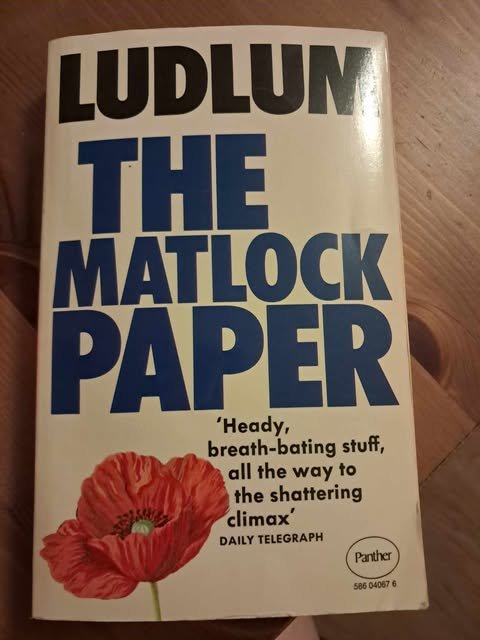 LUDLUM
THE
MATLOCK
PAPER
'Heady,
breath-bating stuff,
all the way to
the shattering
climax'
DAILY TELEGRAPH
Panther
586 04067 6